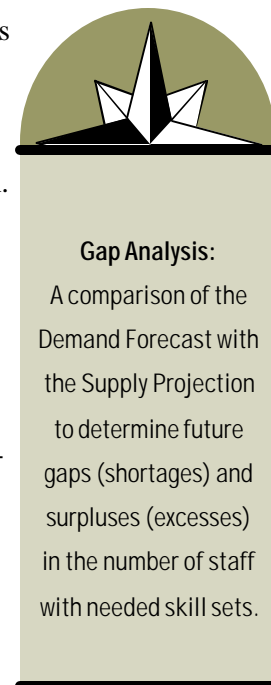 s
.
Gap Analysis:
A comparison of the
Demand Forecast with
the Supply Projection
to determine future
gaps (shortages) and
-
surpluses (excesses)
in the number of staff
with needed skill sets.